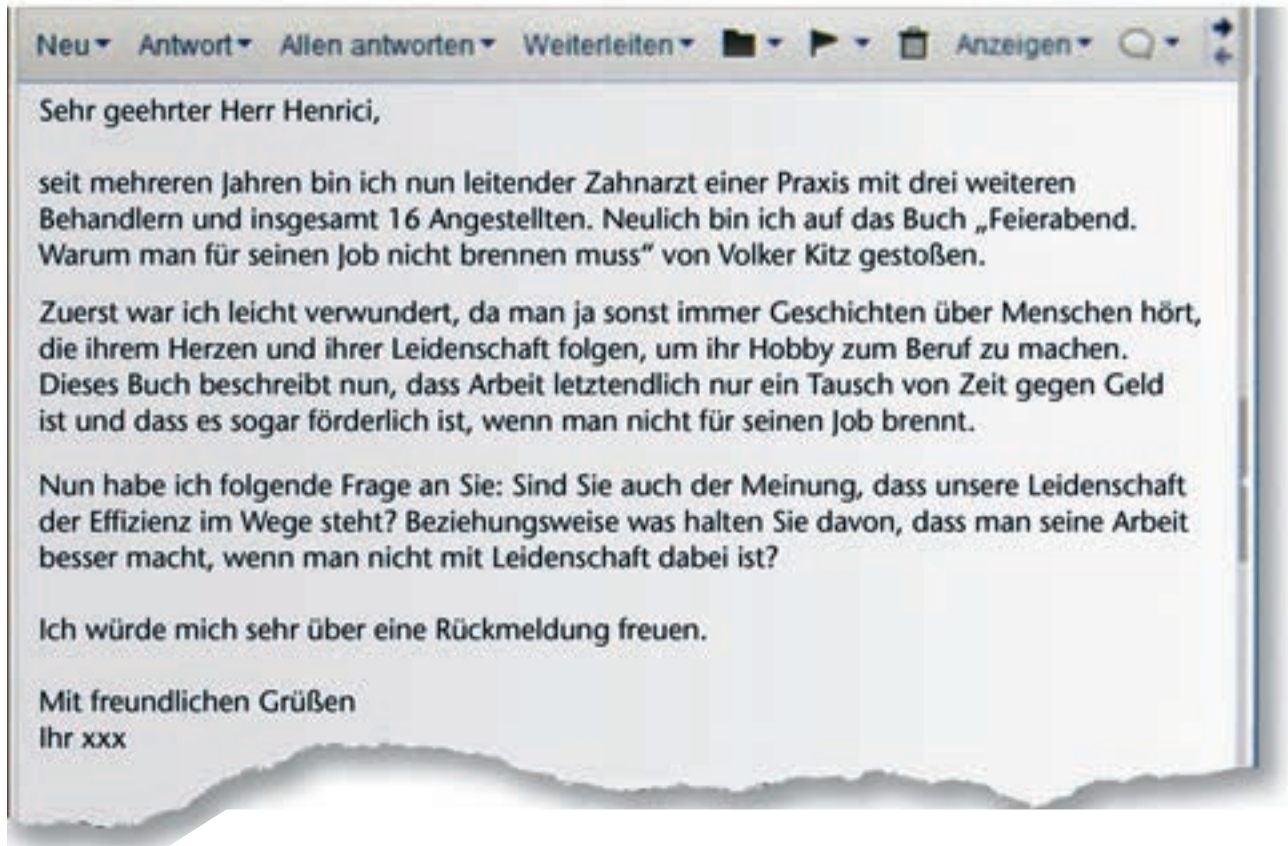 Neu Antwort Allen antworten Weiterleiten Anzeigen
Sehr geehrter Herr Henrici,
seit mehreren Jahren bin ich nun leitender Zahnarzt einer Praxis mit drei weiteren
Behandlern und insgesamt 16 Angestellten. Neulich bin ich auf das Buch „Feierabend.
Warum man für seinen Job nicht brennen muss“ von Volker Kitz gestoßen.
Zuerst war ich leicht verwundert, da man ja sonst immer Geschichten über Menschen hört,
die ihrem Herzen und ihrer Leidenschaft folgen, um ihr Hobby zum Beruf zu machen.
Dieses Buch beschreibt nun, dass Arbeit letztendlich nur ein Tausch von Zeit gegen Geld
ist und dass es sogar förderlich ist, wenn man nicht für seinen Job brennt.
Nun habe ich folgende Frage an Sie: Sind Sie auch der Meinung, dass unsere Leidenschaft
der Effizienz im Wege steht? Beziehungsweise was halten Sie davon, dass man seine Arbeit
besser macht, wenn man nicht mit Leidenschaft dabei ist?
Ich würde mich sehr über eine Rückmeldung freuen.
Mit freundlichen Grüßen
Ihr xxx